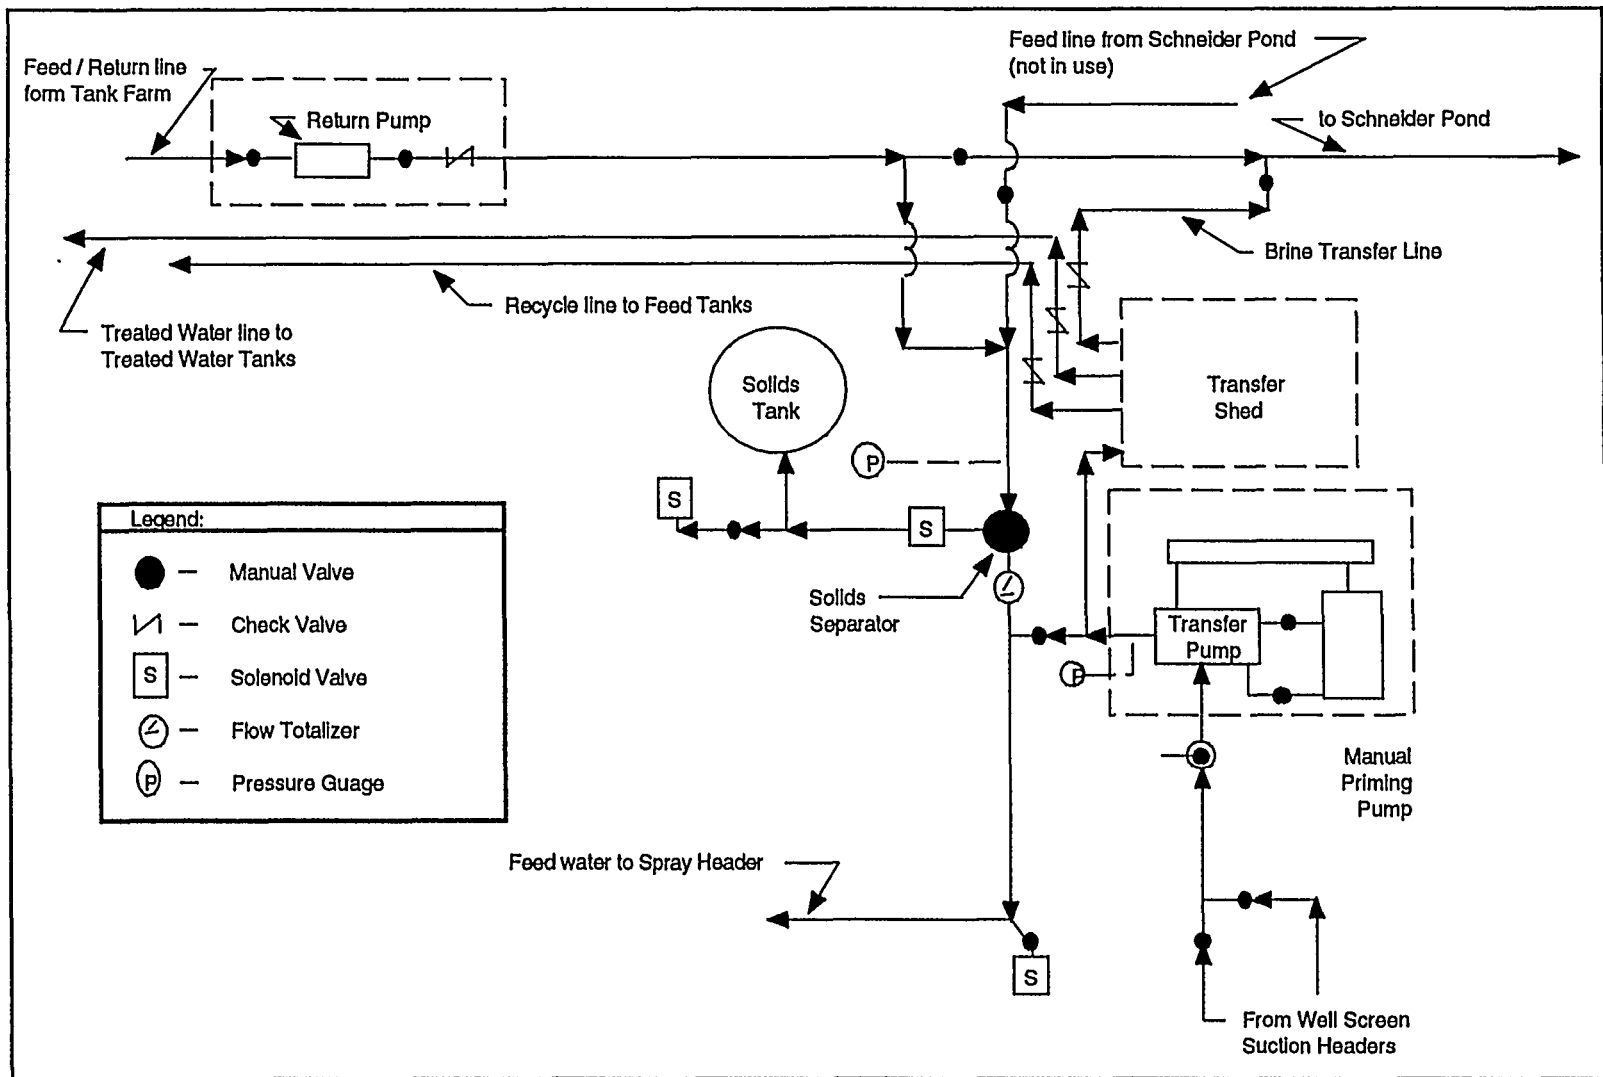 Feed line from Schneider Pond
(not in use)
Feed / Return line
form Tank Farm
Return Pump
to Schneider Pond
Brine Transfer Line
Recycle line to Feed Tanks
Treated Water line to
Treated Water Tanks
Solids
Tank
Transfer
Shed
P
S
S
Legend:
Manual Valve
Check Valve
S
Solenoid Valve
Flow Totalizer
P
Pressure Guage
Solids
Separator
Transfer
Pump
P
Manual
Priming
Pump
Feed water to Spray Header
S
From Well Screen
Suction Headers